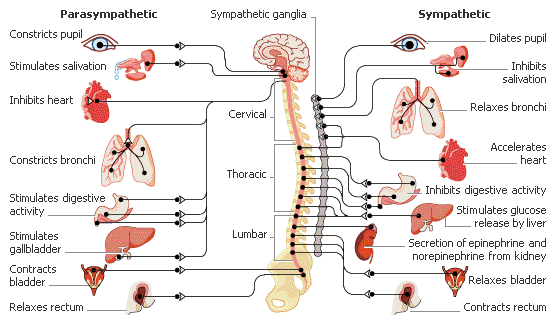 Parasympathetic
Constricts pupil
Stimulates salivation
Inhibits heart
Constricts bronchi
Stimulates digestive
activity
Stimulates
gallbladder
Contracts
bladder
Relaxes rectum
Sympathetic ganglia
Cervical
Thoracic
Lumbar
Sympathetic
Dilates pupil
Inhibits
salivation
Relaxes bronchi
Accelerates
heart
Inhibits digestive activity
Stimulates glucose
release by liver
Secretion of epinephrine and
norepinephrine from kidney
Relaxes bladder
Contracts rectum